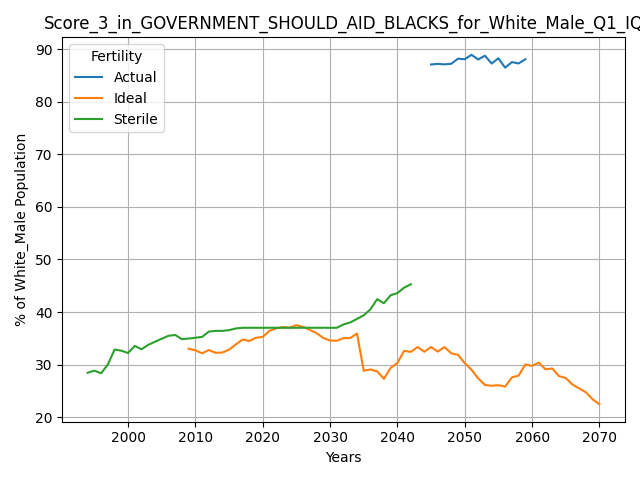 Score_3_in_GOVERNMENT_SHOULD_AID_BLACKS_for_White_Male_Q1_IQ
Fertility
Actual
Ideal
Sterile
% of White_Male Population
90
80
70
60
50
40
30
20
2000 2010 2020 2030 2040 2050 2060 2070
Years